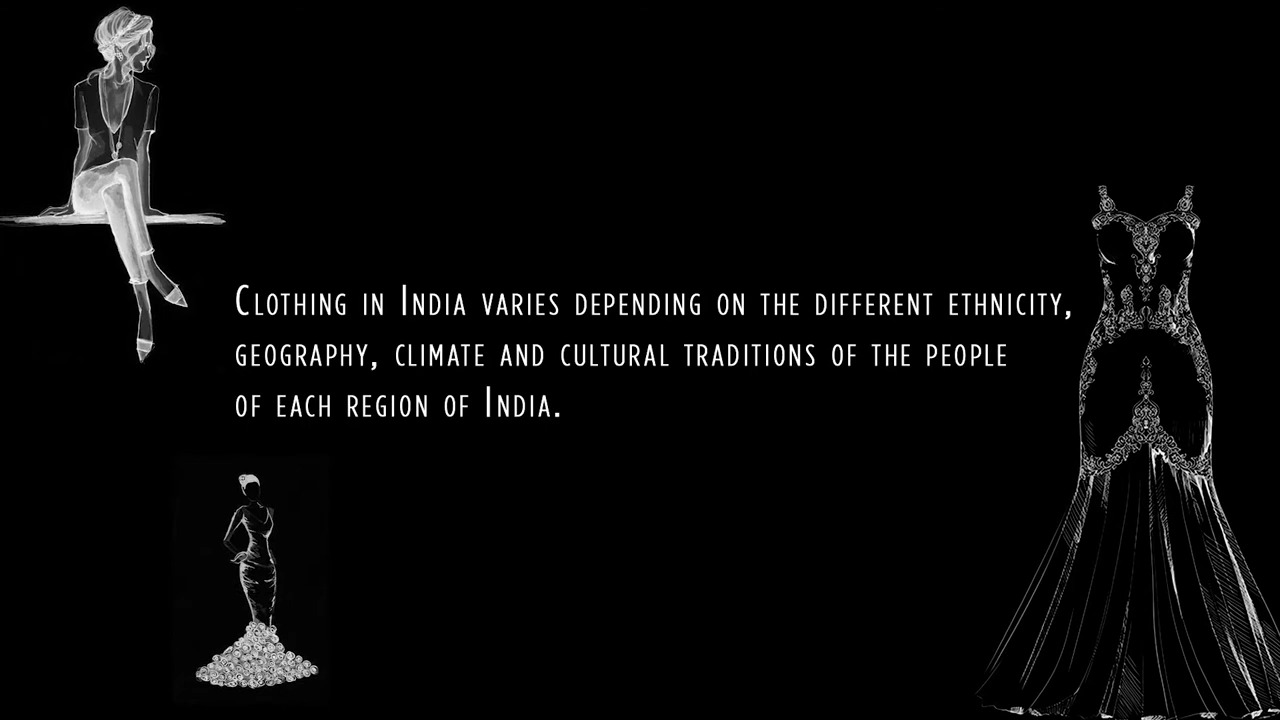 Clothing in India varies depending on the different ethnicity,
geography, climate and cultural traditions of the people
of each region of India.